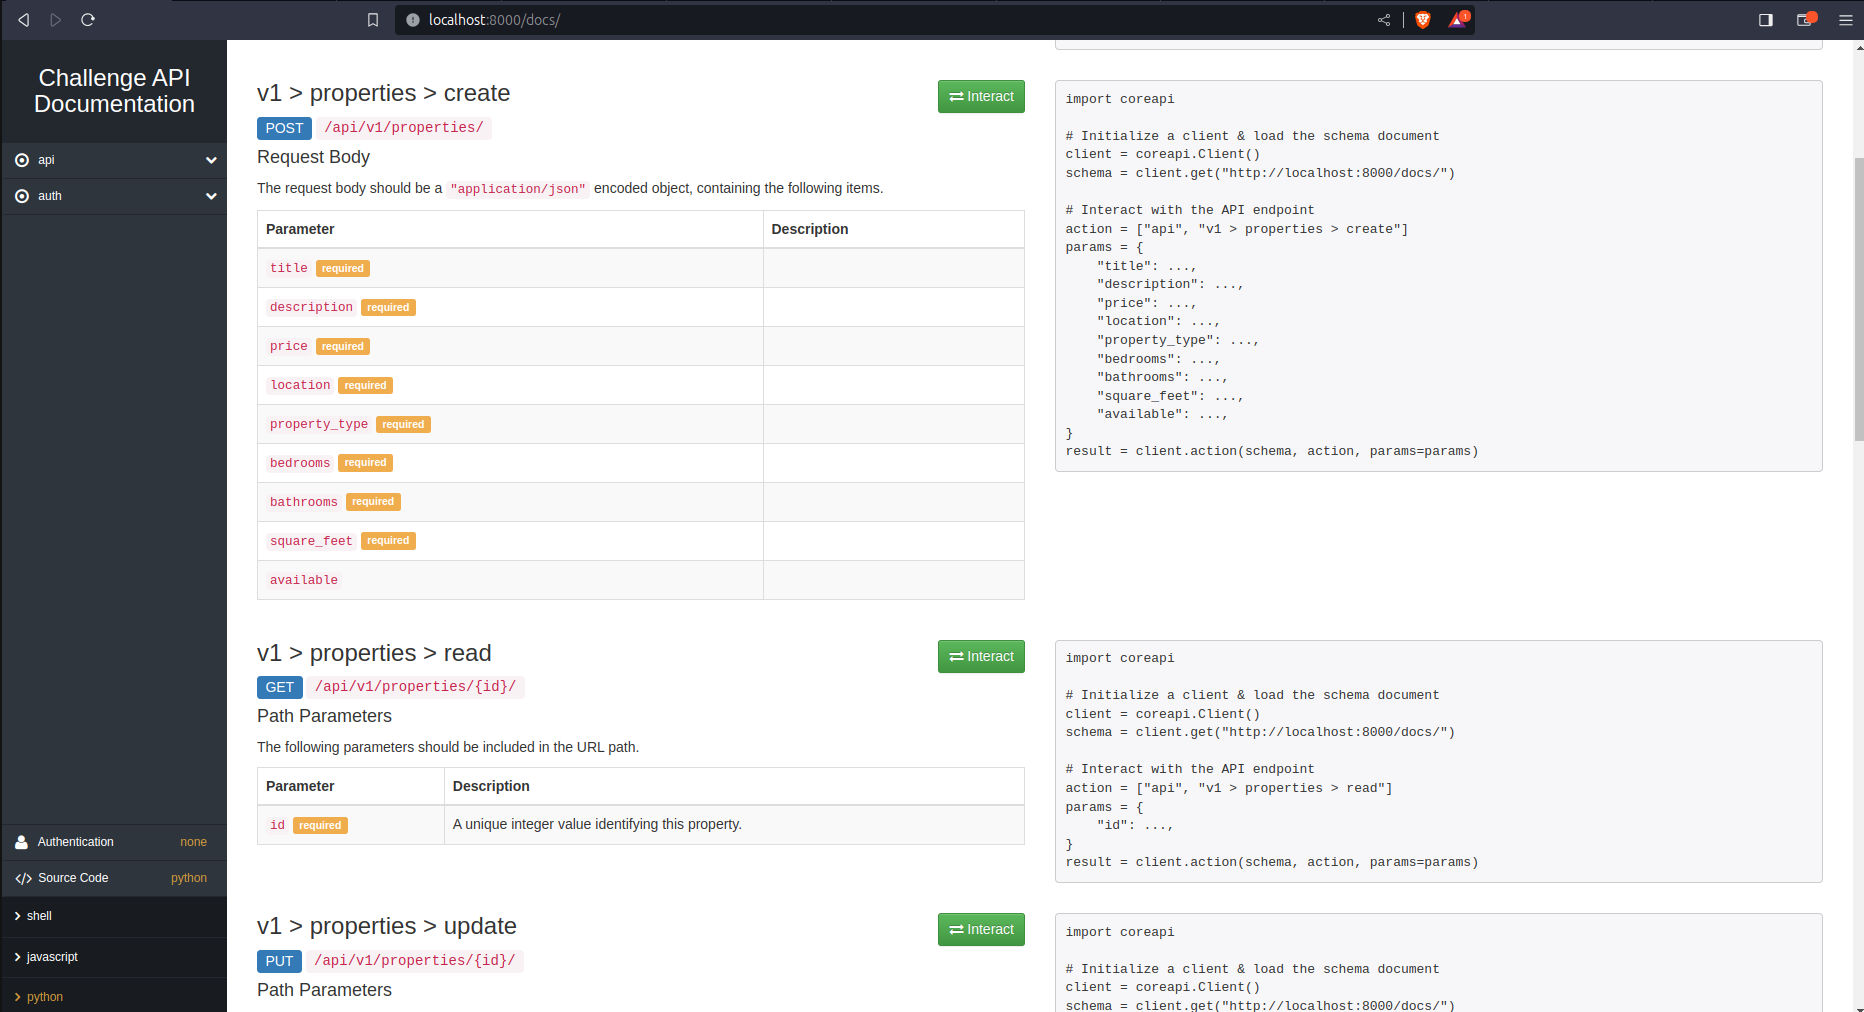 localhost:8000/docs/
1
Challenge API
Documentation
api
auth
Authentication none
Source Code python
shell
javascript
python
v1 > properties > create
Interact
POST /api/v1/properties/
Request Body
The request body should be a "application/json" encoded object, containing the following items.
Parameter Description
title required
description required
price required
location required
property_type required
bedrooms required
bathrooms required
square_feet required
available
import coreapi
# Initialize a client & load the schema document
client = coreapi.Client()
schema = client.get("http://localhost:8000/docs/")
# Interact with the API endpoint
action = ["api", "v1 > properties > create"]
params = {
"title": ...,
"description": ...,
"price": ...,
"location": ...,
"property_type": ...,
"bedrooms": ...,
"bathrooms": ...,
"square_feet": ...,
"available": ...,
}
result = client.action(schema, action, params=params)
v1 > properties > read
Interact
GET /api/v1/properties/{id}/
Path Parameters
The following parameters should be included in the URL path.
Parameter Description
id required A unique integer value identifying this property.
import coreapi
# Initialize a client & load the schema document
client = coreapi.Client()
schema = client.get("http://localhost:8000/docs/")
# Interact with the API endpoint
action = ["api", "v1 > properties > read"]
params = {
"id": ...,
}
result = client.action(schema, action, params=params)
v1 > properties > update
Interact
PUT /api/v1/properties/{id}/
Path Parameters
import coreapi
# Initialize a client & load the schema document
client = coreapi.Client()
schema = client.get("http://localhost:8000/docs/")